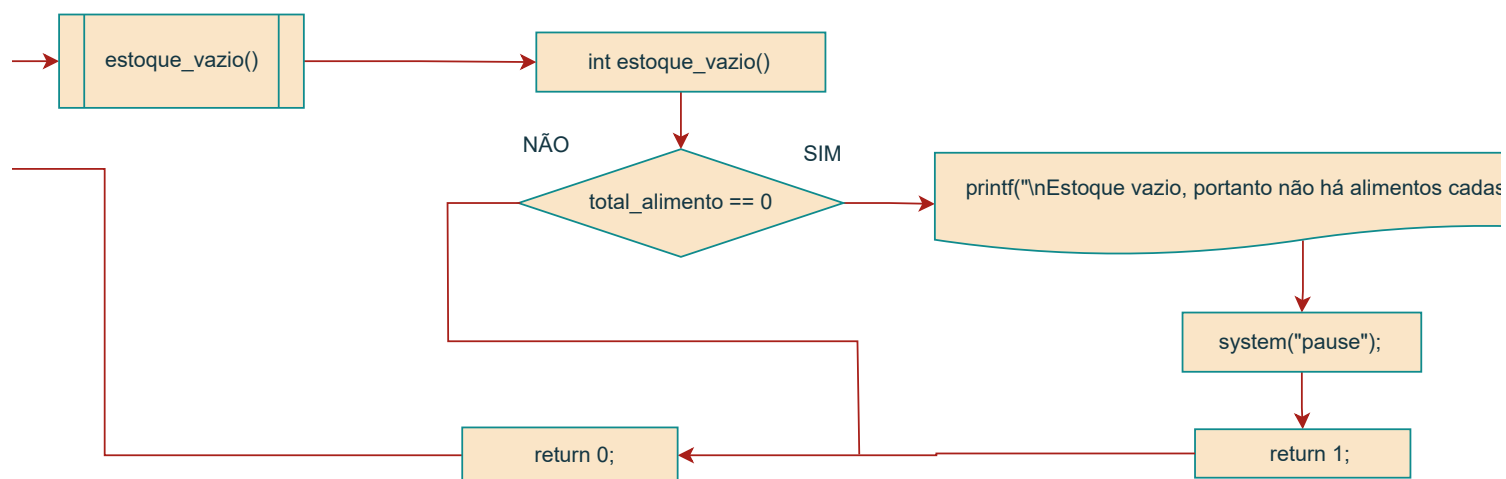 estoque_vazio()
int estoque_vazio()
NÃO
SIM
total_alimento == 0
printf("\nEstoque vazio, portanto não há alimentos
system("pause");
return 0;
return 1;